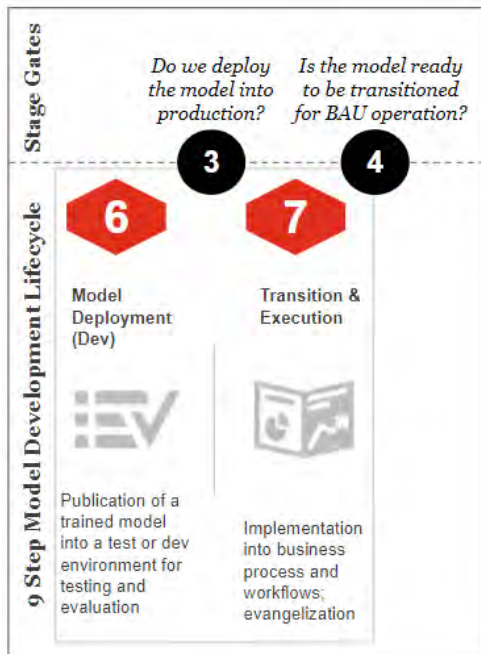 Stage Gates
Do we deploy
the model into
production?
Is the model ready
to be transitioned
for BAU operation?
3
4
9 Step Model Development Lifecycle
6
7
Model
Deployment
(Dev)
Transition &
Execution
Publication of a
trained model
into a test or dev
environment for
testing and
evaluation
Implementation
into business
process and
workflows;
evangelization